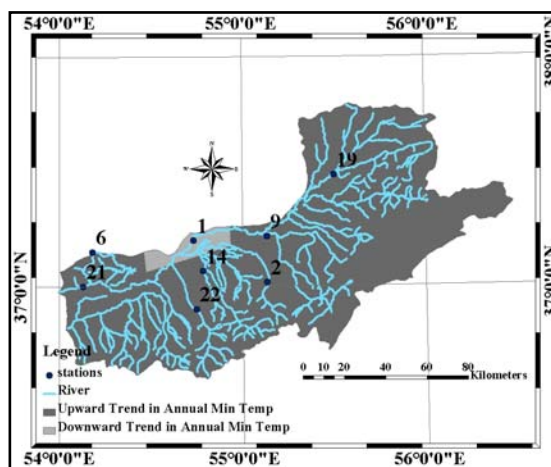 54°0'0"E 55°0'0"E 56°0'0"E
38°0'0"N
N
W E
S
19
1
9
6
14
2
21
22
37°0'0"N 37°0'0"N
Legend
stations
River
Upward Trend in Annual Min Temp
Downward Trend in Annual Min Temp
0 10 20 40 60 80
Kilometers
54°0'0"E 55°0'0"E 56°0'0"E